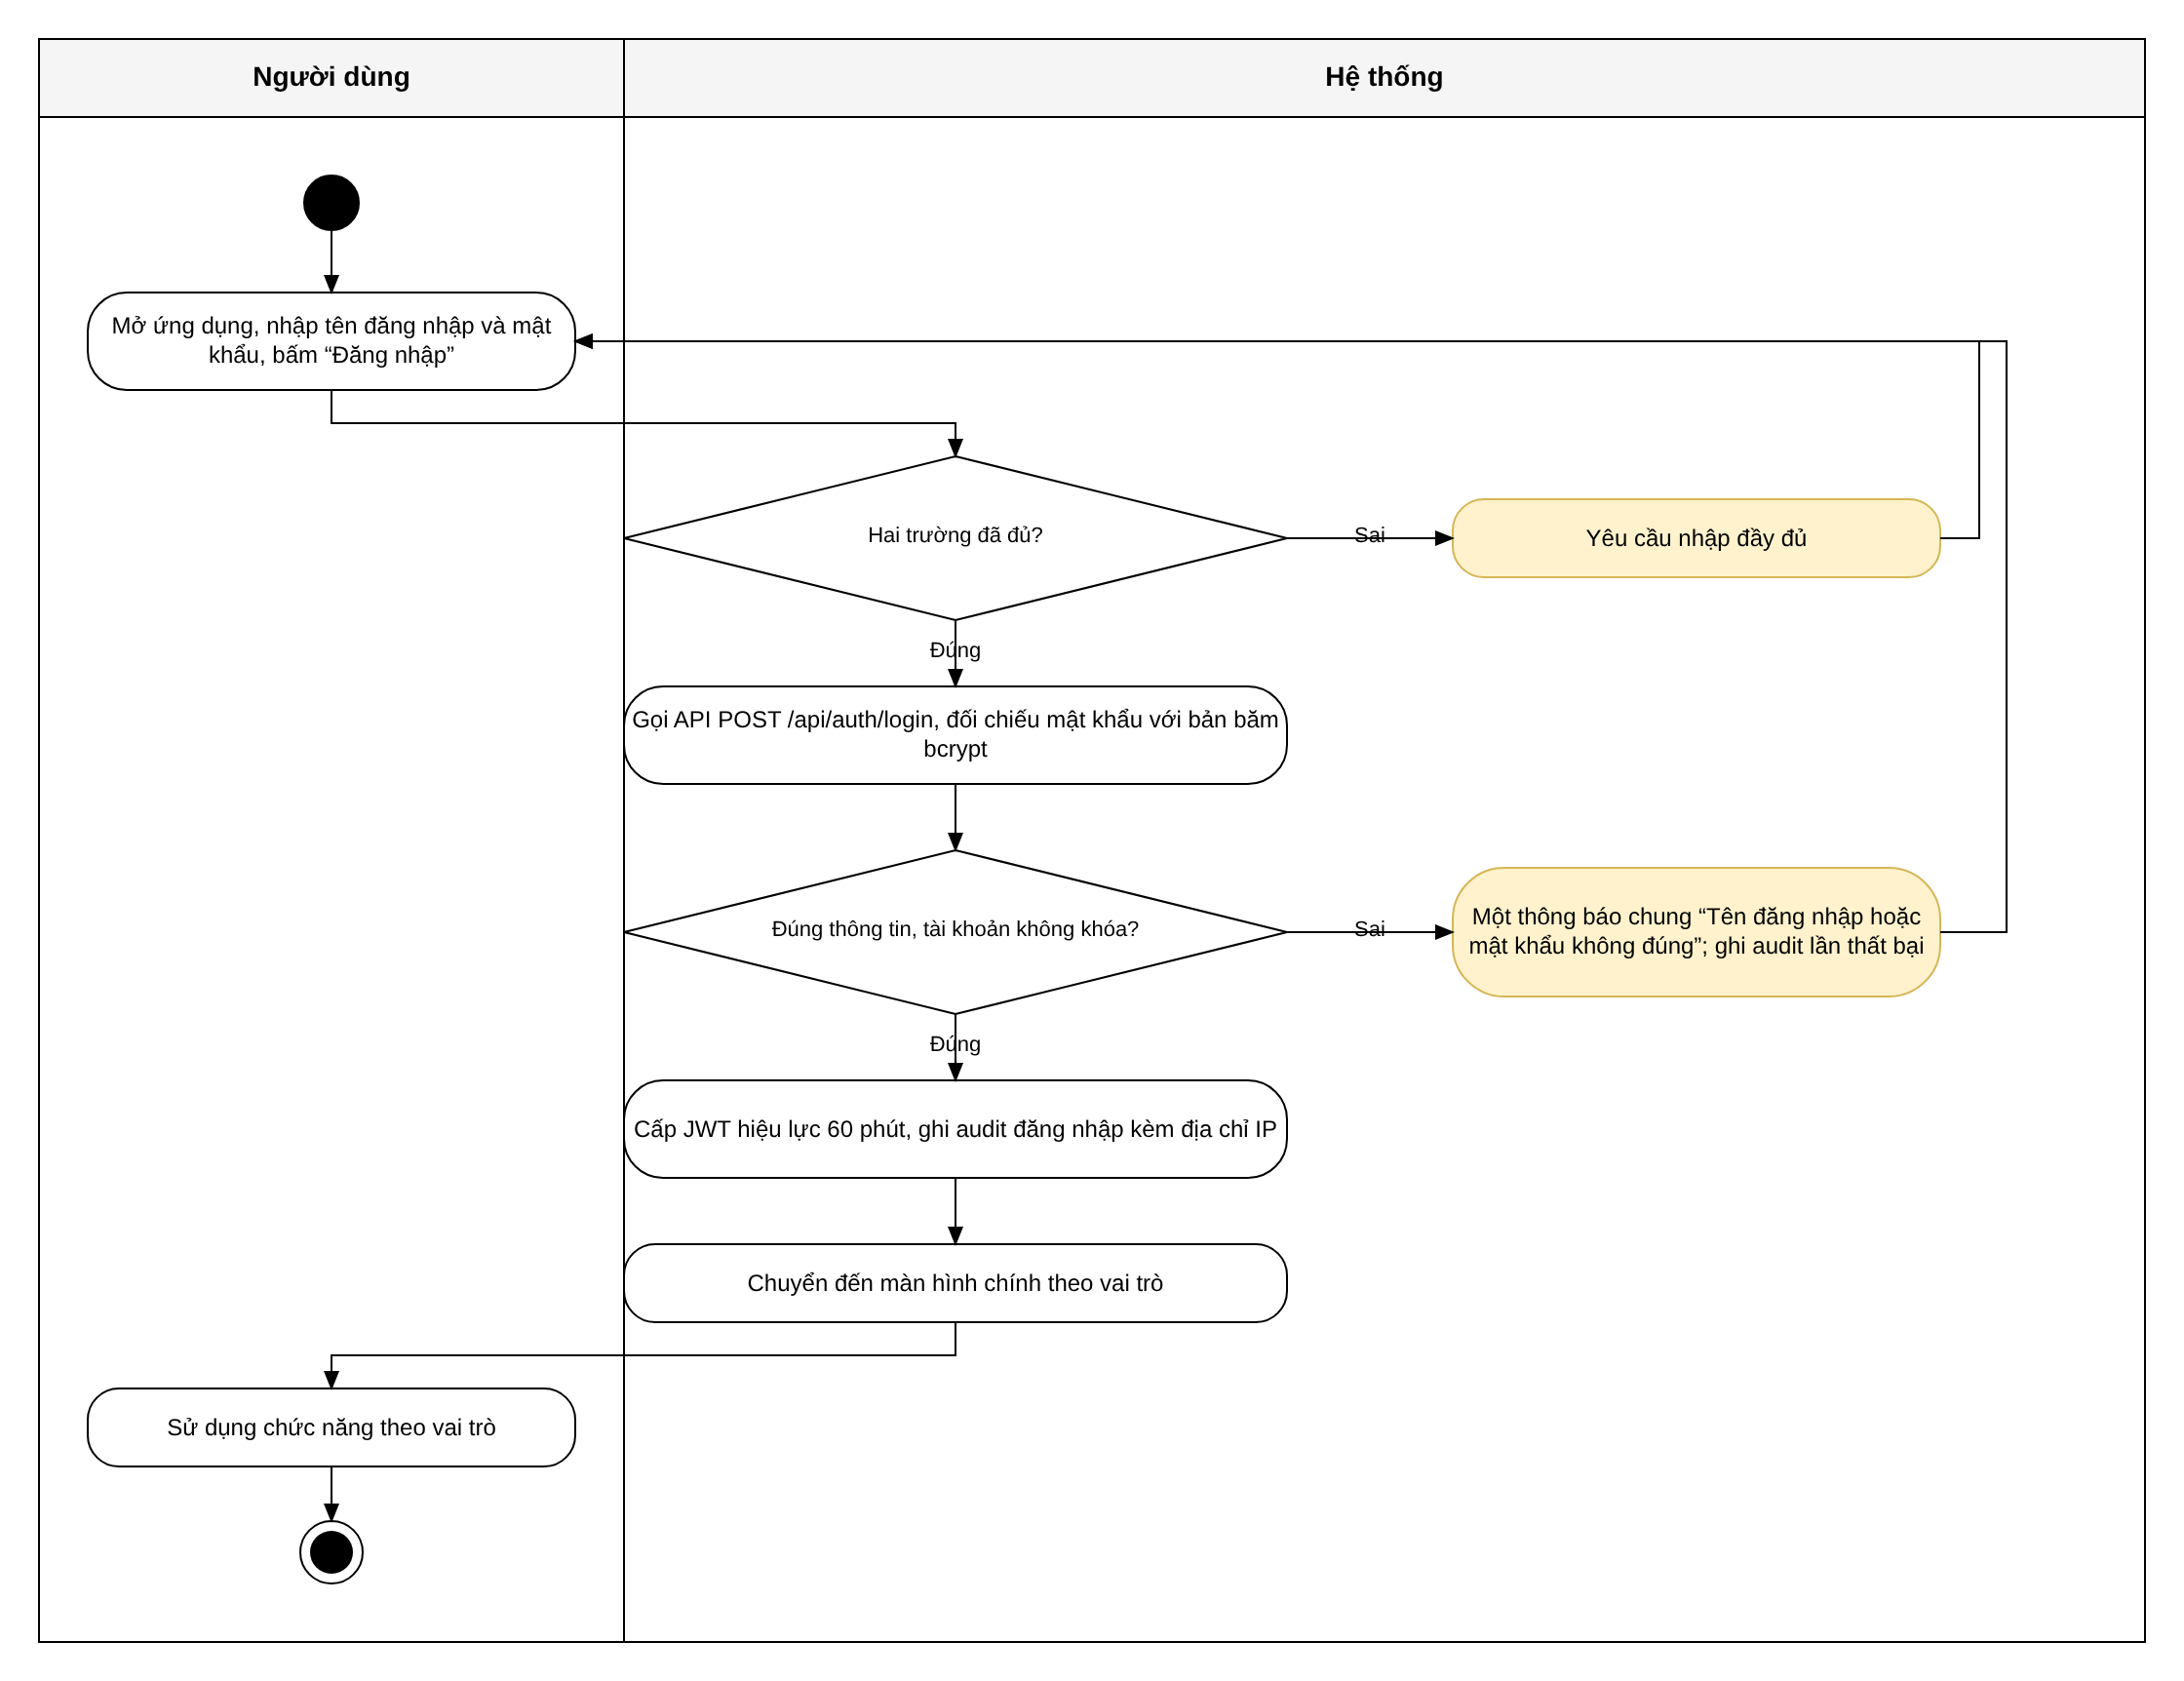 Người dùng
Hệ thống
Mở ứng dụng, nhập tên đăng nhập và mật
khẩu, bấm “Đăng nhập”
Hai trường đã đủ?
Sai
Yêu cầu nhập đầy đủ
Đúng
Gọi API POST /api/auth/login, đối chiếu mật khẩu với bản băm
bcrypt
Đúng thông tin, tài khoản không khóa?
Sai
Một thông báo chung “Tên đăng nhập hoặc
mật khẩu không đúng”; ghi audit lần thất bại
Đúng
Cấp JWT hiệu lực 60 phút, ghi audit đăng nhập kèm địa chỉ IP
Chuyển đến màn hình chính theo vai trò
Sử dụng chức năng theo vai trò